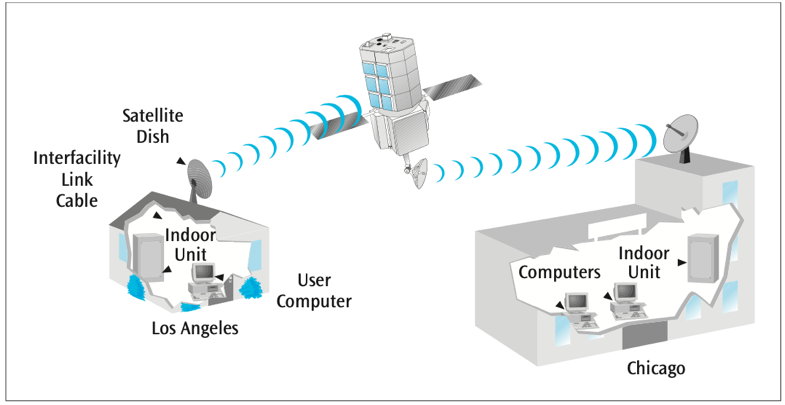 Satellite
Dish
Interfacility
Link
Cable
Indoor
Unit
User
Computer
Los Angeles
Computers
Indoor
Unit
Chicago